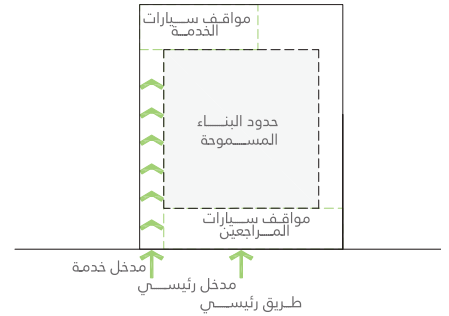 مواقف سيارات
الخدمة
حدود البناء
المسموحة
مواقف سيارات
المراجعين
مدخل خدمة
مدخل رئيسي
طريق رئيسي